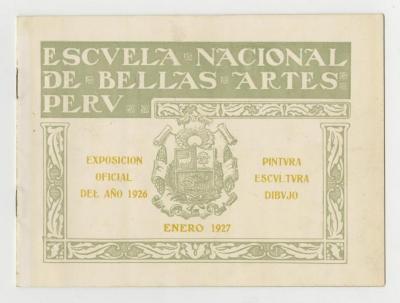 ESCVELA NACIONAL
DE BELLAS ARTES
PERV
EXPOSICION
OFICIAL
DEL AÑO 1926
PINTVRA
ESCVLTVRA
DIBVJO
ENERO 1927